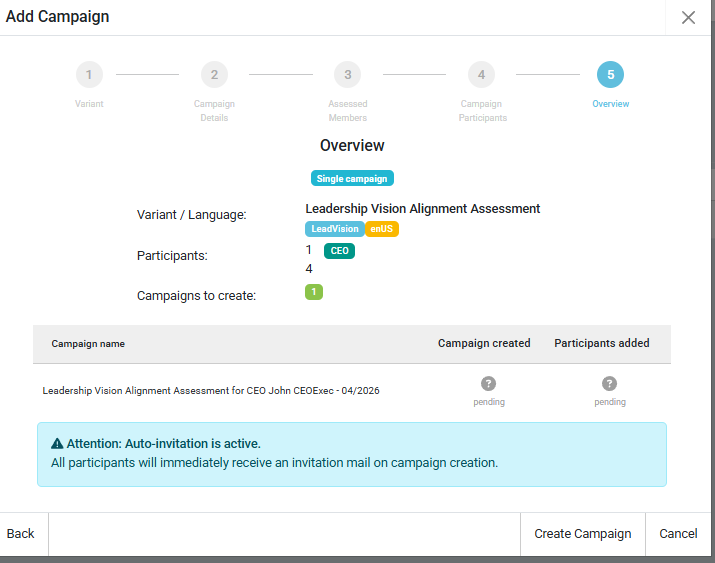 Add Campaign
1
2
3
4
5
Variant
Campaign Details
Assessed Members
Campaign Participants
Overview
Overview
Single campaign
Variant / Language:
Leadership Vision Alignment Assessment
LeadVision enUS
Participants:
1 CEO
4
Campaigns to create:
1
Campaign name Campaign created Participants added
Leadership Vision Alignment Assessment for CEO John CEOExec - 04/2026
? pending
? pending
Attention: Auto-invitation is active.
All participants will immediately receive an invitation mail on campaign creation.
Back
Create Campaign
Cancel